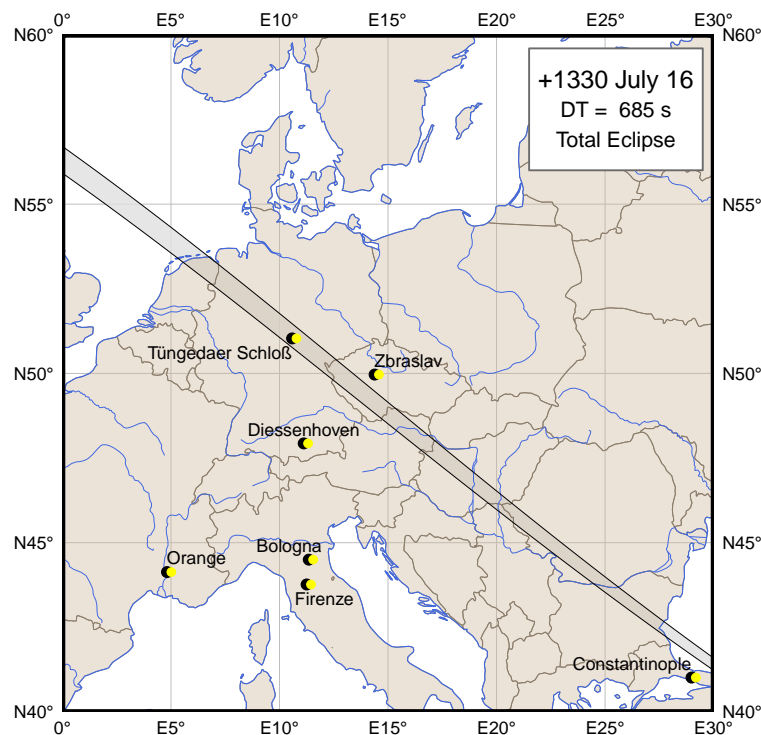 0° E5° E10° E15° E20° E25° E30°
N60° N60°
+1330 July 16
DT = 685 s
Total Eclipse
N55° N55°
Tüngedaer Schloß
Zbraslav
N50° N50°
Diessenhoven
N45° N45°
Bologna
Orange
Firenze
Constantinople
N40° N40°
0° E5° E10° E15° E20° E25° E30°